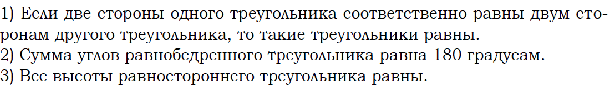 1) Если две стороны одного треугольника соответственно равны двум сто-
ронам другого треугольника, то такие треугольники равны.
2) Сумма углов равнобедренного треугольника равна 180 градусам.
3) Все высоты равностороннего треугольника равны.